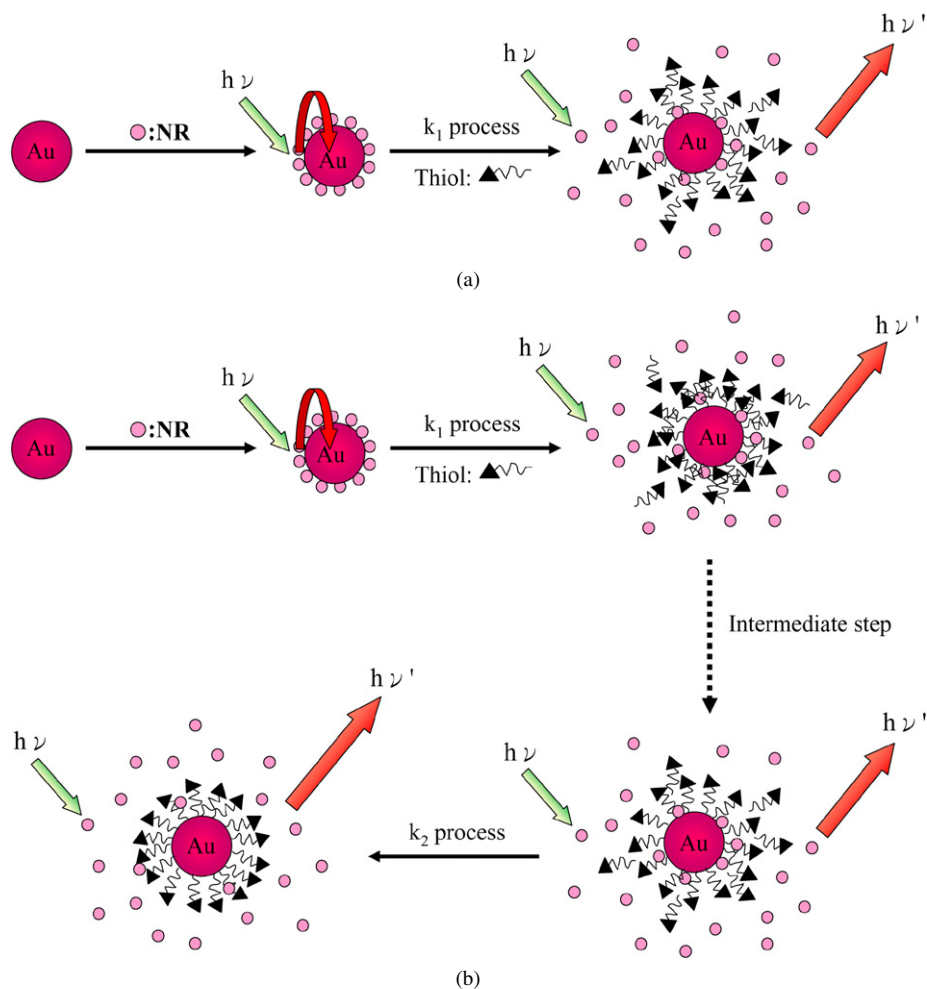 h ν
h ν '
Au
:NR
Au
k₁ process
Thiol:
Au
(a)
h ν
h ν
h ν '
Au
:NR
Au
k₁ process
Thiol:
Au
Intermediate step
h ν
h ν '
h ν
h ν '
Au
k₂ process
Au
(b)